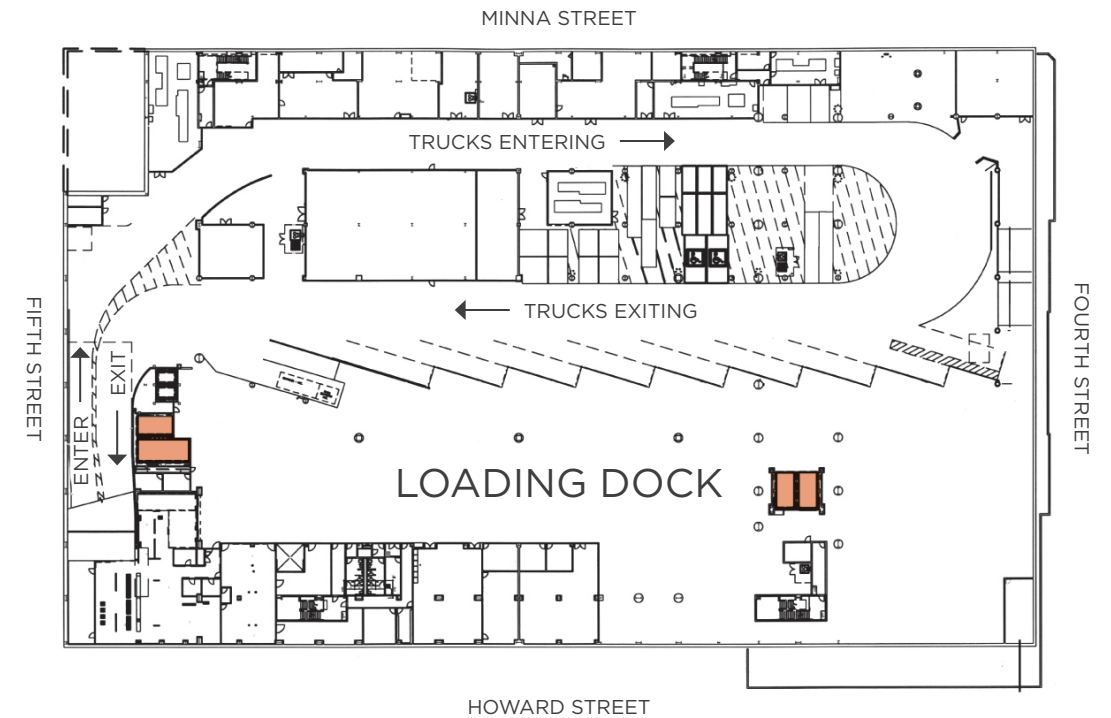 MINNA STREET
TRUCKS ENTERING
TRUCKS EXITING
FIFTH STREET
FOURTH STREET
EXIT
ENTER
LOADING DOCK
HOWARD STREET